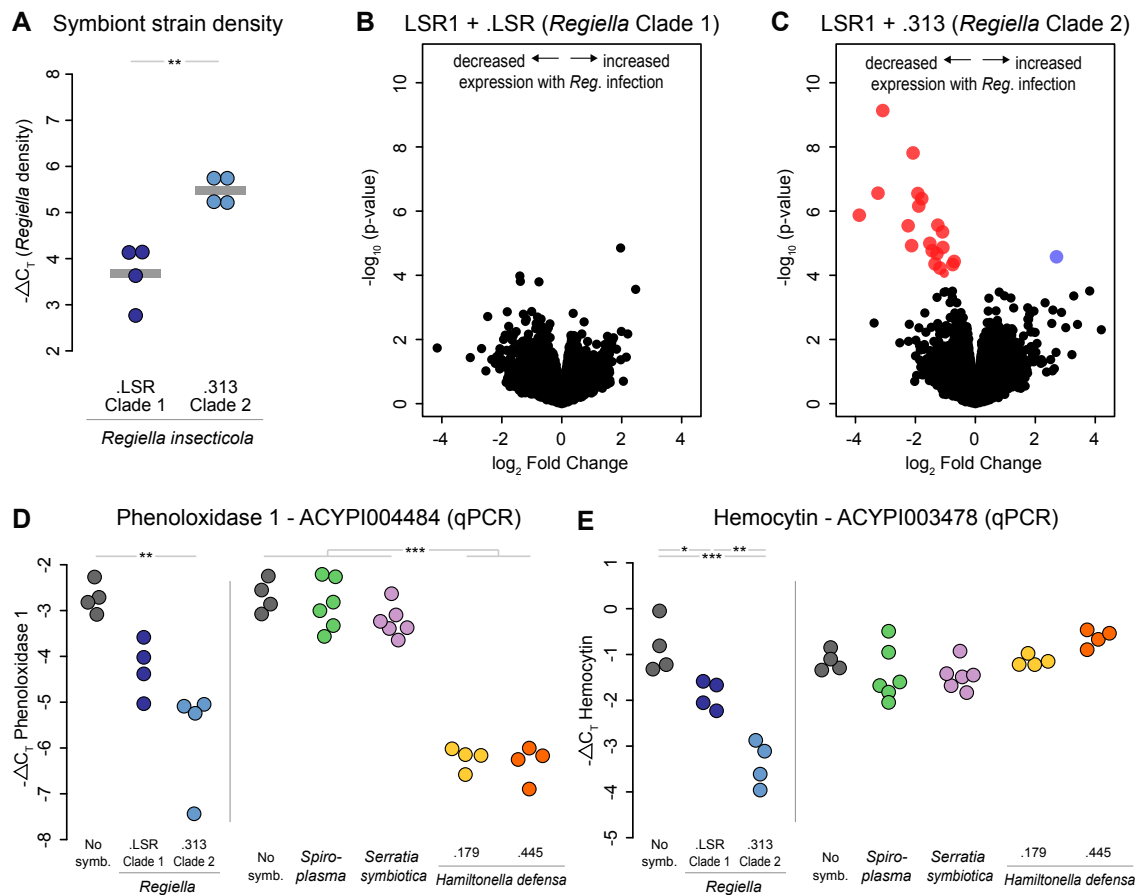 A Symbiont strain density
**
-△C_T (Regiella density)
8
7
6
5
4
3
2
.LSR
Clade 1
.313
Clade 2
Regiella insecticola
B LSR1 + .LSR (Regiella Clade 1)
decreased ← → increased
expression with Reg. infection
-log₁₀ (p-value)
10
8
6
4
2
0
-4 -2 0 2 4
log₂ Fold Change
C LSR1 + .313 (Regiella Clade 2)
decreased ← → increased
expression with Reg. infection
-log₁₀ (p-value)
10
8
6
4
2
0
-4 -2 0 2 4
log₂ Fold Change
D Phenoloxidase 1 - ACYPI004484 (qPCR)
** ***
-△C_T Phenoloxidase 1
-2
-3
-4
-5
-6
-7
-8
No
symb.
.LSR
Clade 1
.313
Clade 2
Regiella
No
symb.
Spiro-
plasma
Serratia
symbiotica
.179 .445
Hamiltonella defensa
E Hemocytin - ACYPI003478 (qPCR)
* **
***
-△C_T Hemocytin
1
0
-1
-2
-3
-4
-5
No
symb.
.LSR
Clade 1
.313
Clade 2
Regiella
No
symb.
Spiro-
plasma
Serratia
symbiotica
.179 .445
Hamiltonella defensa